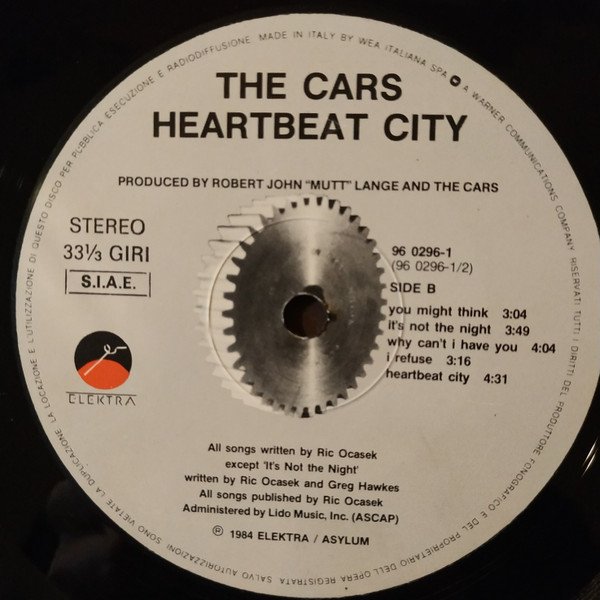 MADE IN ITALY BY WEA ITALIANA SPA A WARNER COMMUNICATIONS COMPANY RISERVATI TUTTI I DIRITTI DEL PRODUTTORE FONOGRAFICO E DEL PROPRIETARIO DELL'OPERA REGISTRATA SALVO AUTORIZZAZIONI SONO VIETATE LA DUPLICAZIONE LA LOCAZIONE E L'UTILIZZAZIONE DI QUESTO DISCO PER PUBBLICA ESECUZIONE E RADIODIFFUSIONE
THE CARS
HEARTBEAT CITY
PRODUCED BY ROBERT JOHN "MUTT" LANGE AND THE CARS
STEREO
33⅓ GIRI
S.I.A.E.
ELEKTRA
96 0296-1
(96 0296-1/2)
SIDE B
you might think 3:04
it's not the night 3:49
why can't i have you 4:04
i refuse 3:16
heartbeat city 4:31
All songs written by Ric Ocasek
except 'It's Not the Night'
written by Ric Ocasek and Greg Hawkes
All songs published by Ric Ocasek
Administered by Lido Music, Inc. (ASCAP)
℗ 1984 ELEKTRA / ASYLUM